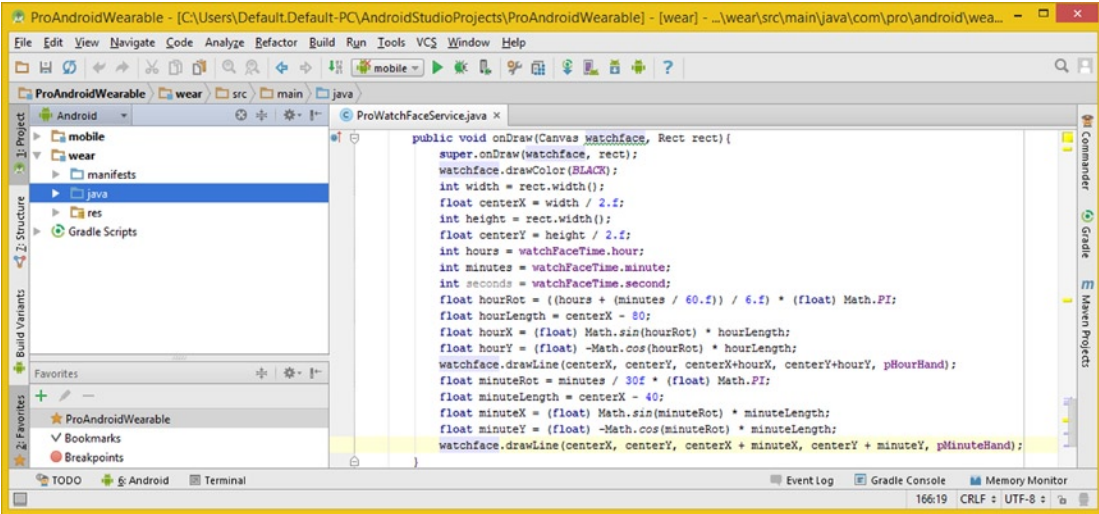 ProAndroidWearable - [C:\Users\Default.Default-PC\AndroidStudioProjects\ProAndroidWearable] - [wear] - ...\wear\src\main\java\com\pro\android\wea...
File Edit View Navigate Code Analyze Refactor Build Run Tools VCS Window Help
mobile
ProAndroidWearable wear src main java
1: Project
Z: Structure
Build Variants
2: Favorites
Android
mobile
wear
manifests
java
res
Gradle Scripts
Favorites
ProAndroidWearable
Bookmarks
Breakpoints
ProWatchFaceService.java
public void onDraw(Canvas watchface, Rect rect){
super.onDraw(watchface, rect);
watchface.drawColor(BLACK);
int width = rect.width();
float centerX = width / 2.f;
int height = rect.width();
float centerY = height / 2.f;
int hours = watchFaceTime.hour;
int minutes = watchFaceTime.minute;
int seconds = watchFaceTime.second;
float hourRot = ((hours + (minutes / 60.f)) / 6.f) * (float) Math.PI;
float hourLength = centerX - 80;
float hourX = (float) Math.sin(hourRot) * hourLength;
float hourY = (float) -Math.cos(hourRot) * hourLength;
watchface.drawLine(centerX, centerY, centerX+hourX, centerY+hourY, pHourHand);
float minuteRot = minutes / 30f * (float) Math.PI;
float minuteLength = centerX - 40;
float minuteX = (float) Math.sin(minuteRot) * minuteLength;
float minuteY = (float) -Math.cos(minuteRot) * minuteLength;
watchface.drawLine(centerX, centerY, centerX + minuteX, centerY + minuteY, pMinuteHand);
}
Commander
Gradle
m Maven Projects
TODO 6: Android Terminal Event Log Gradle Console Memory Monitor
166:19 CRLF UTF-8